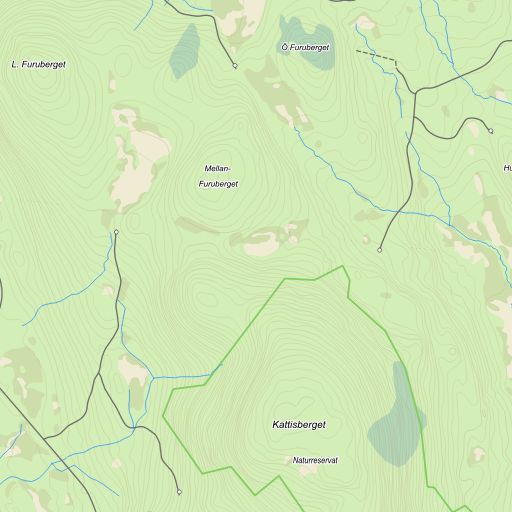 Ö Furuberget
L. Furuberget
Mellan-
Furuberget
Kattisberget
Naturreservat